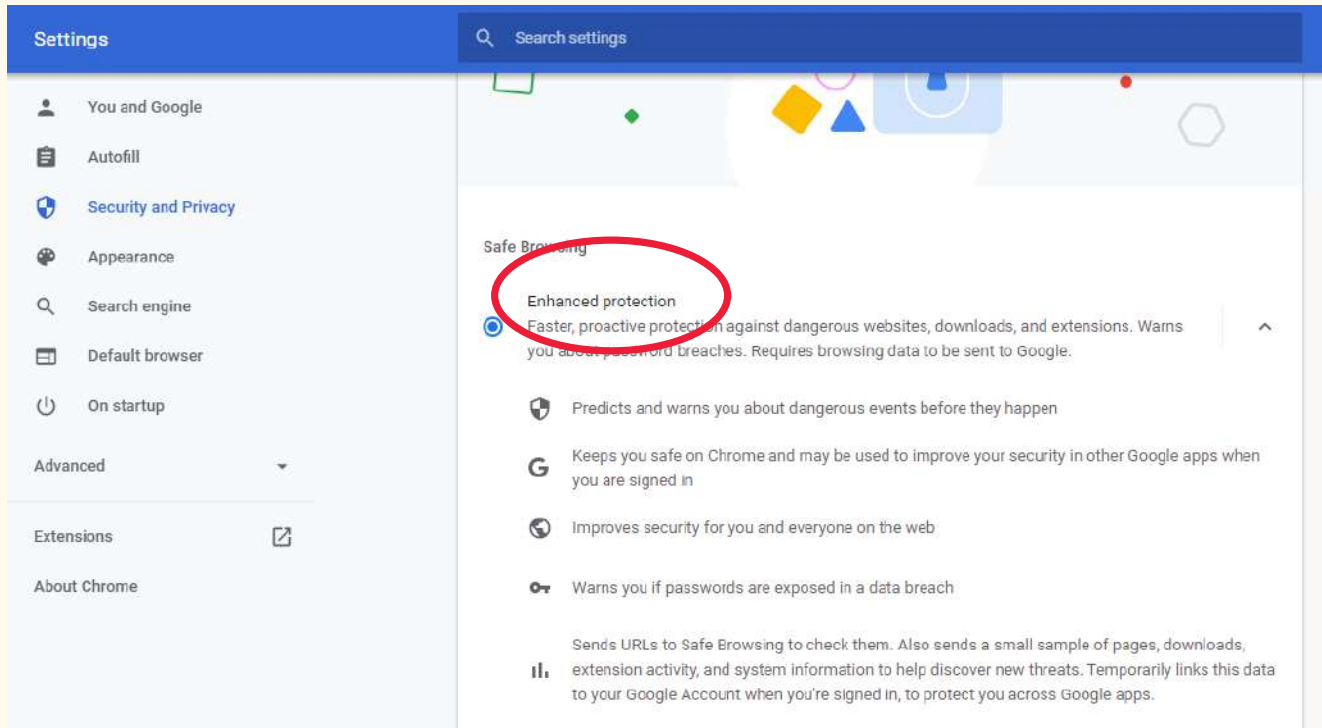 Settings
Search settings
You and Google
Autofill
Security and Privacy
Appearance
Search engine
Default browser
On startup
Advanced
Extensions
About Chrome
Safe Browsing
Enhanced protection
Faster, proactive protection against dangerous websites, downloads, and extensions. Warns
you about password breaches. Requires browsing data to be sent to Google.
Predicts and warns you about dangerous events before they happen
Keeps you safe on Chrome and may be used to improve your security in other Google apps when
you are signed in
Improves security for you and everyone on the web
Warns you if passwords are exposed in a data breach
Sends URLs to Safe Browsing to check them. Also sends a small sample of pages, downloads,
extension activity, and system information to help discover new threats. Temporarily links this data
to your Google Account when you're signed in, to protect you across Google apps.